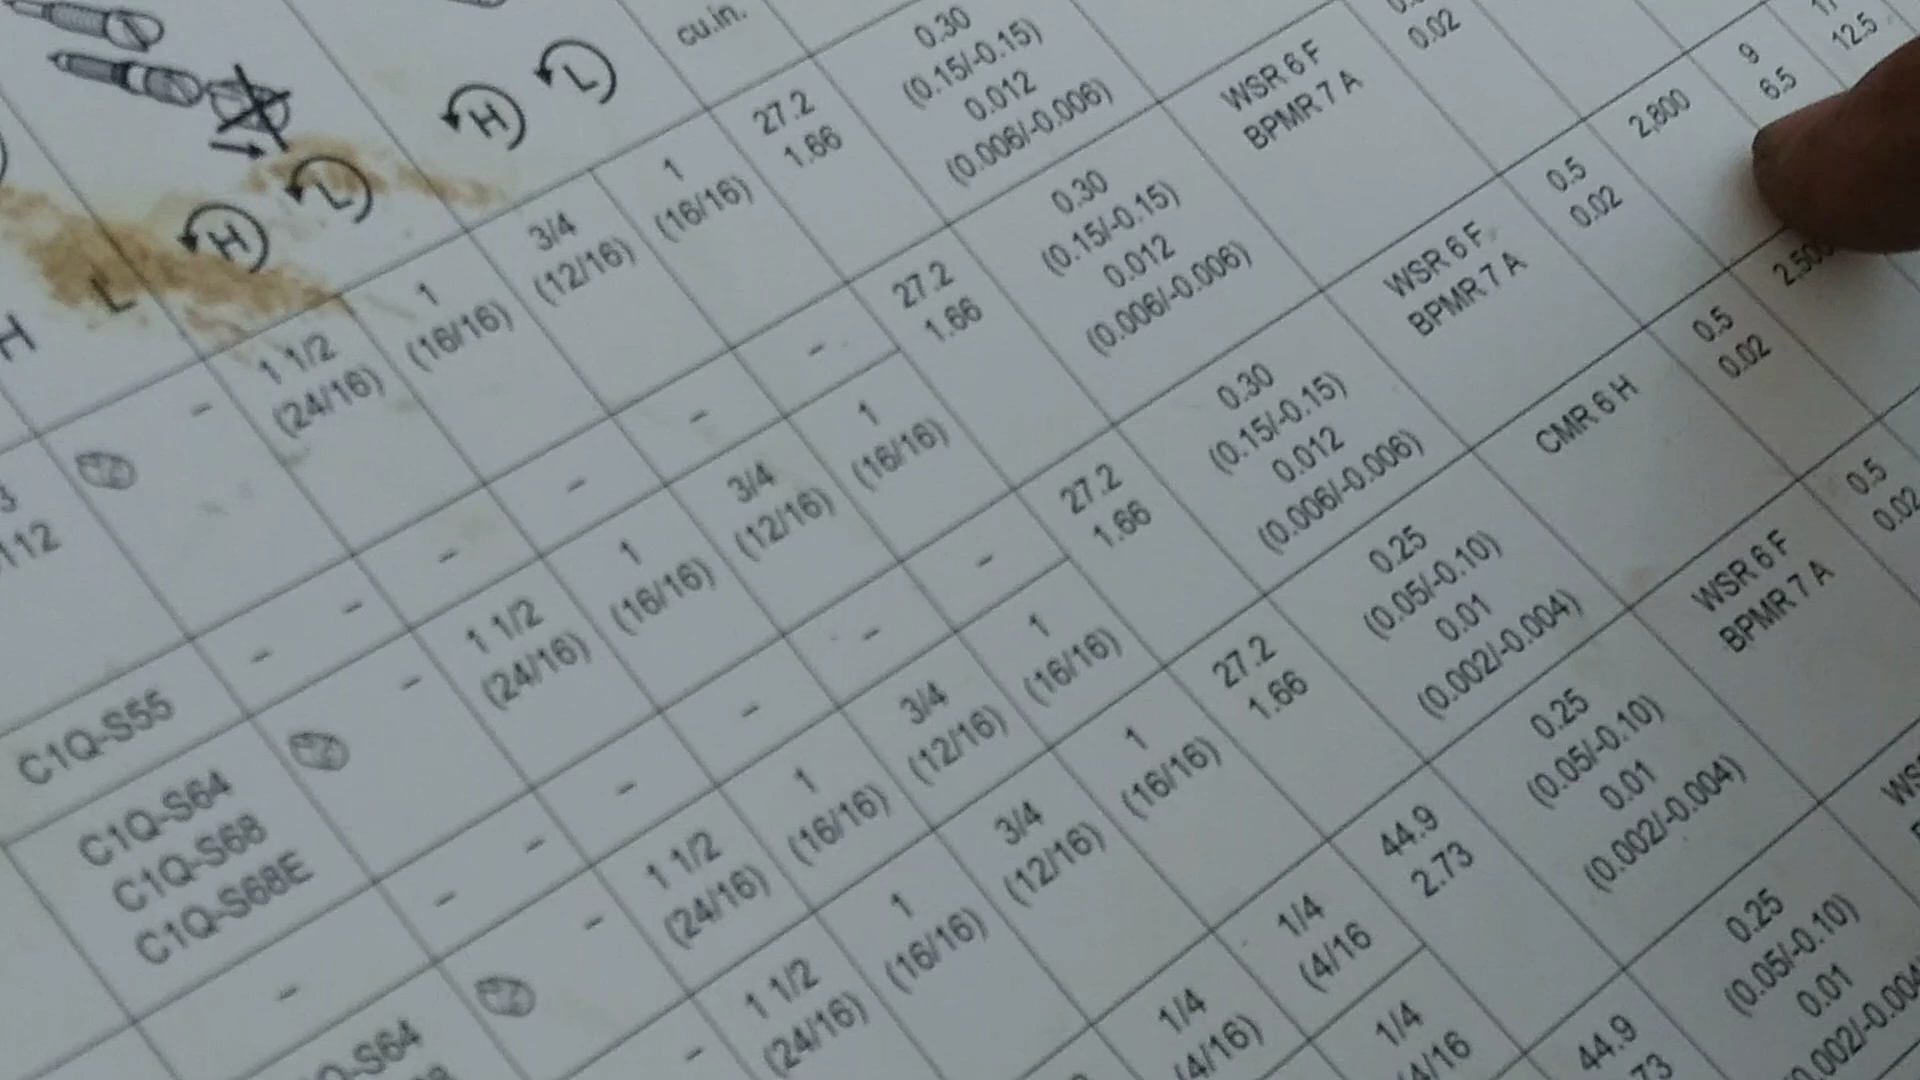 cu.in.
H L
H L
H L
112
- 1 1/2 1 3/4 1 27.2 0.30 WSR 6 F 0.02
(24/16) (16/16) (12/16) (16/16) 1.66 (0.15/-0.15) BPMR 7 A
0.012
(0.006/-0.006)
C1Q-S55 - - - - - - 27.2 0.30 WSR 6 F 0.5 2,800 9 12.5
1.66 (0.15/-0.15) BPMR 7 A 0.02 6.5
0.012
(0.006/-0.006)
C1Q-S64 - 1 1/2 1 3/4 1
C1Q-S68 (24/16) (16/16) (12/16) (16/16)
C1Q-S68E
- - - - - - 27.2 0.30 CMR 6 H 0.5
1.66 (0.15/-0.15) 0.02
0.012
(0.006/-0.006)
-S64 - 1 1/2 1 3/4 1
(24/16) (16/16) (12/16) (16/16)
- 1 1/2 1 3/4 1 27.2 0.25 WSR 6 F 0.5
(24/16) (16/16) (12/16) (16/16) 1.66 (0.05/-0.10) BPMR 7 A 0.02
0.01
(0.002/-0.004)
1/4 1/4 44.9 0.25
(4/16) (4/16 2.73 (0.05/-0.10)
0.01
(0.002/-0.004)
1/4 44.9 0.25
(0.05/-0.10)
0.01